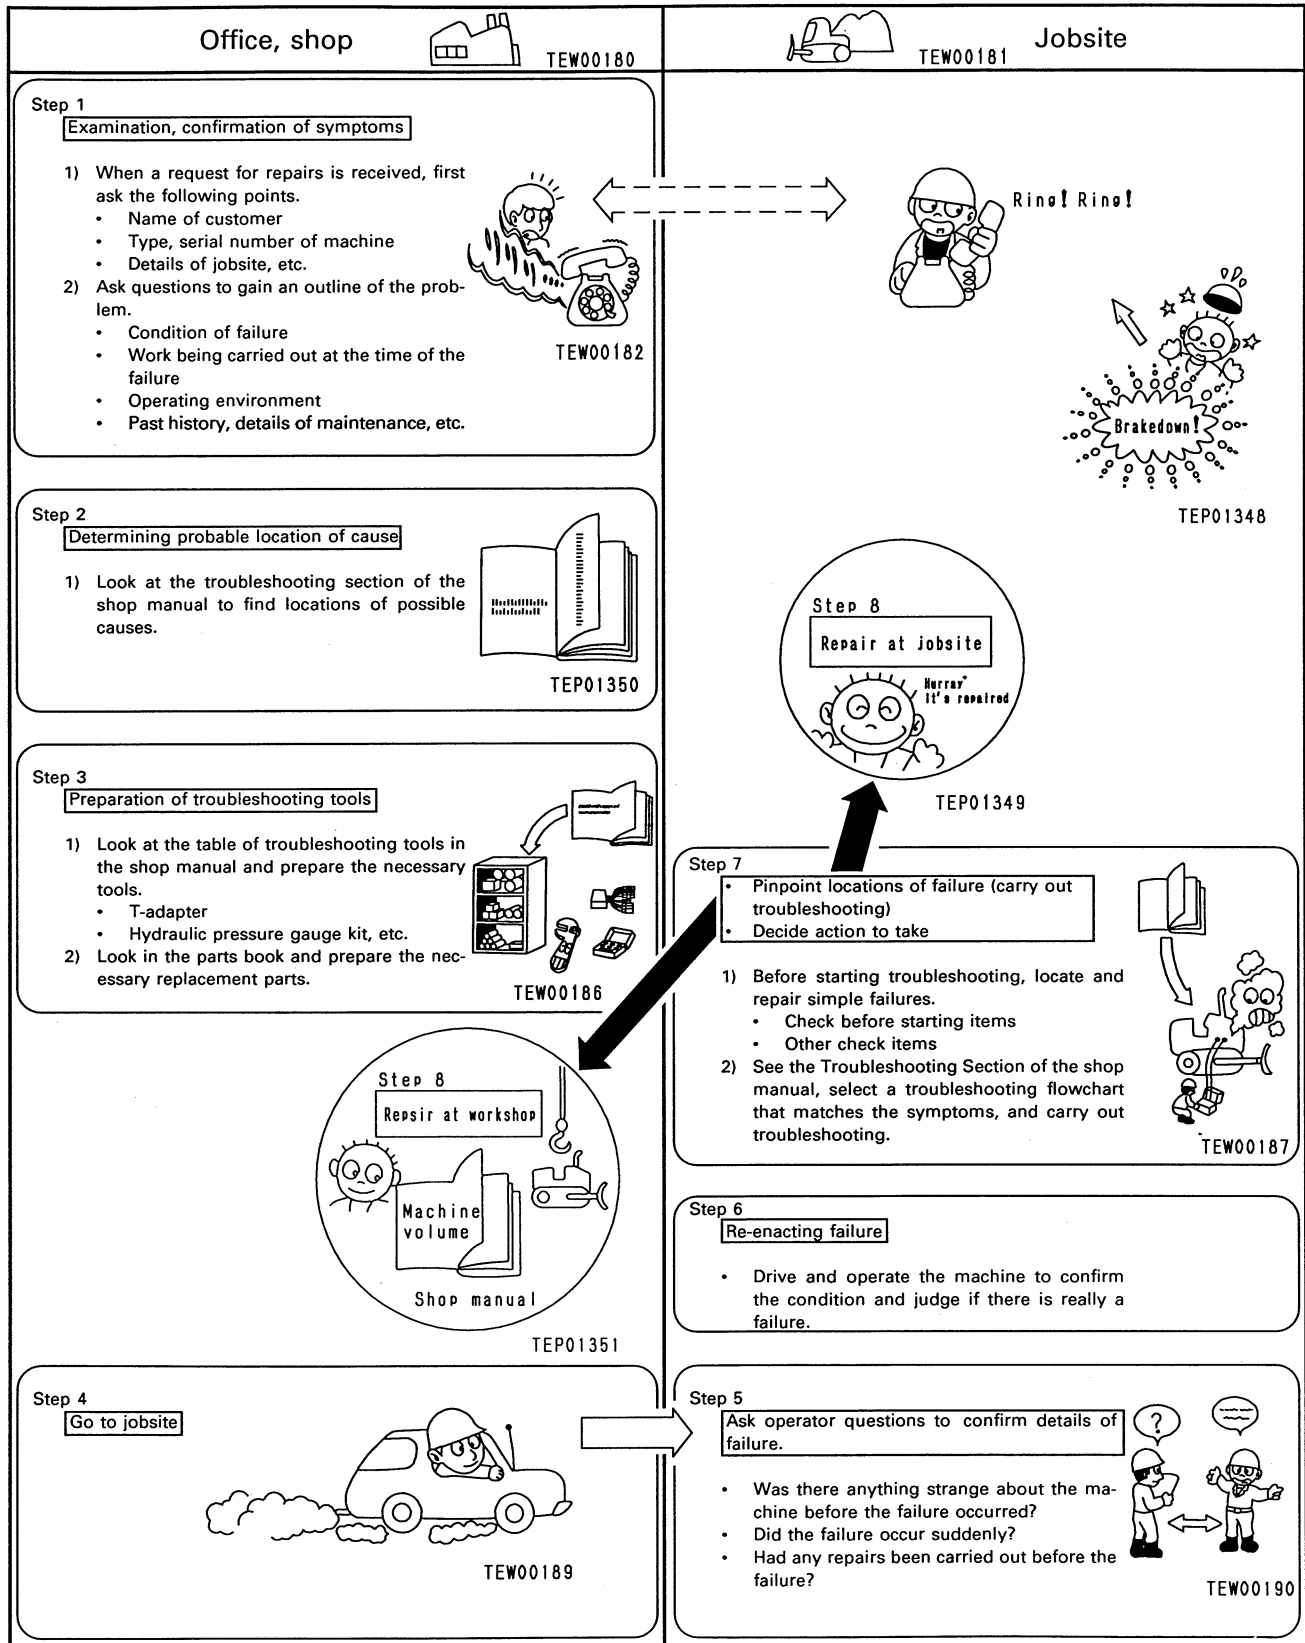 Office, shop
TEW00180
TEW00181
Jobsite
Step 1
Examination, confirmation of symptoms
1) When a request for repairs is received, first
ask the following points.
• Name of customer
• Type, serial number of machine
• Details of jobsite, etc.
2) Ask questions to gain an outline of the prob-
lem.
• Condition of failure
• Work being carried out at the time of the
failure
• Operating environment
• Past history, details of maintenance, etc.
TEW00182
Ring! Ring!
Brakedown!
TEP01348
Step 2
Determining probable location of cause
1) Look at the troubleshooting section of the
shop manual to find locations of possible
causes.
TEP01350
Step 8
Repair at jobsite
Hurray
It's repaired
TEP01349
Step 3
Preparation of troubleshooting tools
1) Look at the table of troubleshooting tools in
the shop manual and prepare the necessary
tools.
• T-adapter
• Hydraulic pressure gauge kit, etc.
2) Look in the parts book and prepare the nec-
essary replacement parts.
TEW00186
Step 7
• Pinpoint locations of failure (carry out
troubleshooting)
• Decide action to take
1) Before starting troubleshooting, locate and
repair simple failures.
• Check before starting items
• Other check items
2) See the Troubleshooting Section of the shop
manual, select a troubleshooting flowchart
that matches the symptoms, and carry out
troubleshooting.
TEW00187
Step 8
Repsir at workshop
Machine
volume
Shop manual
TEP01351
Step 6
Re-enacting failure
• Drive and operate the machine to confirm
the condition and judge if there is really a
failure.
Step 4
Go to jobsite
TEW00189
Step 5
Ask operator questions to confirm details of
failure.
?
• Was there anything strange about the ma-
chine before the failure occurred?
• Did the failure occur suddenly?
• Had any repairs been carried out before the
failure?
TEW00190